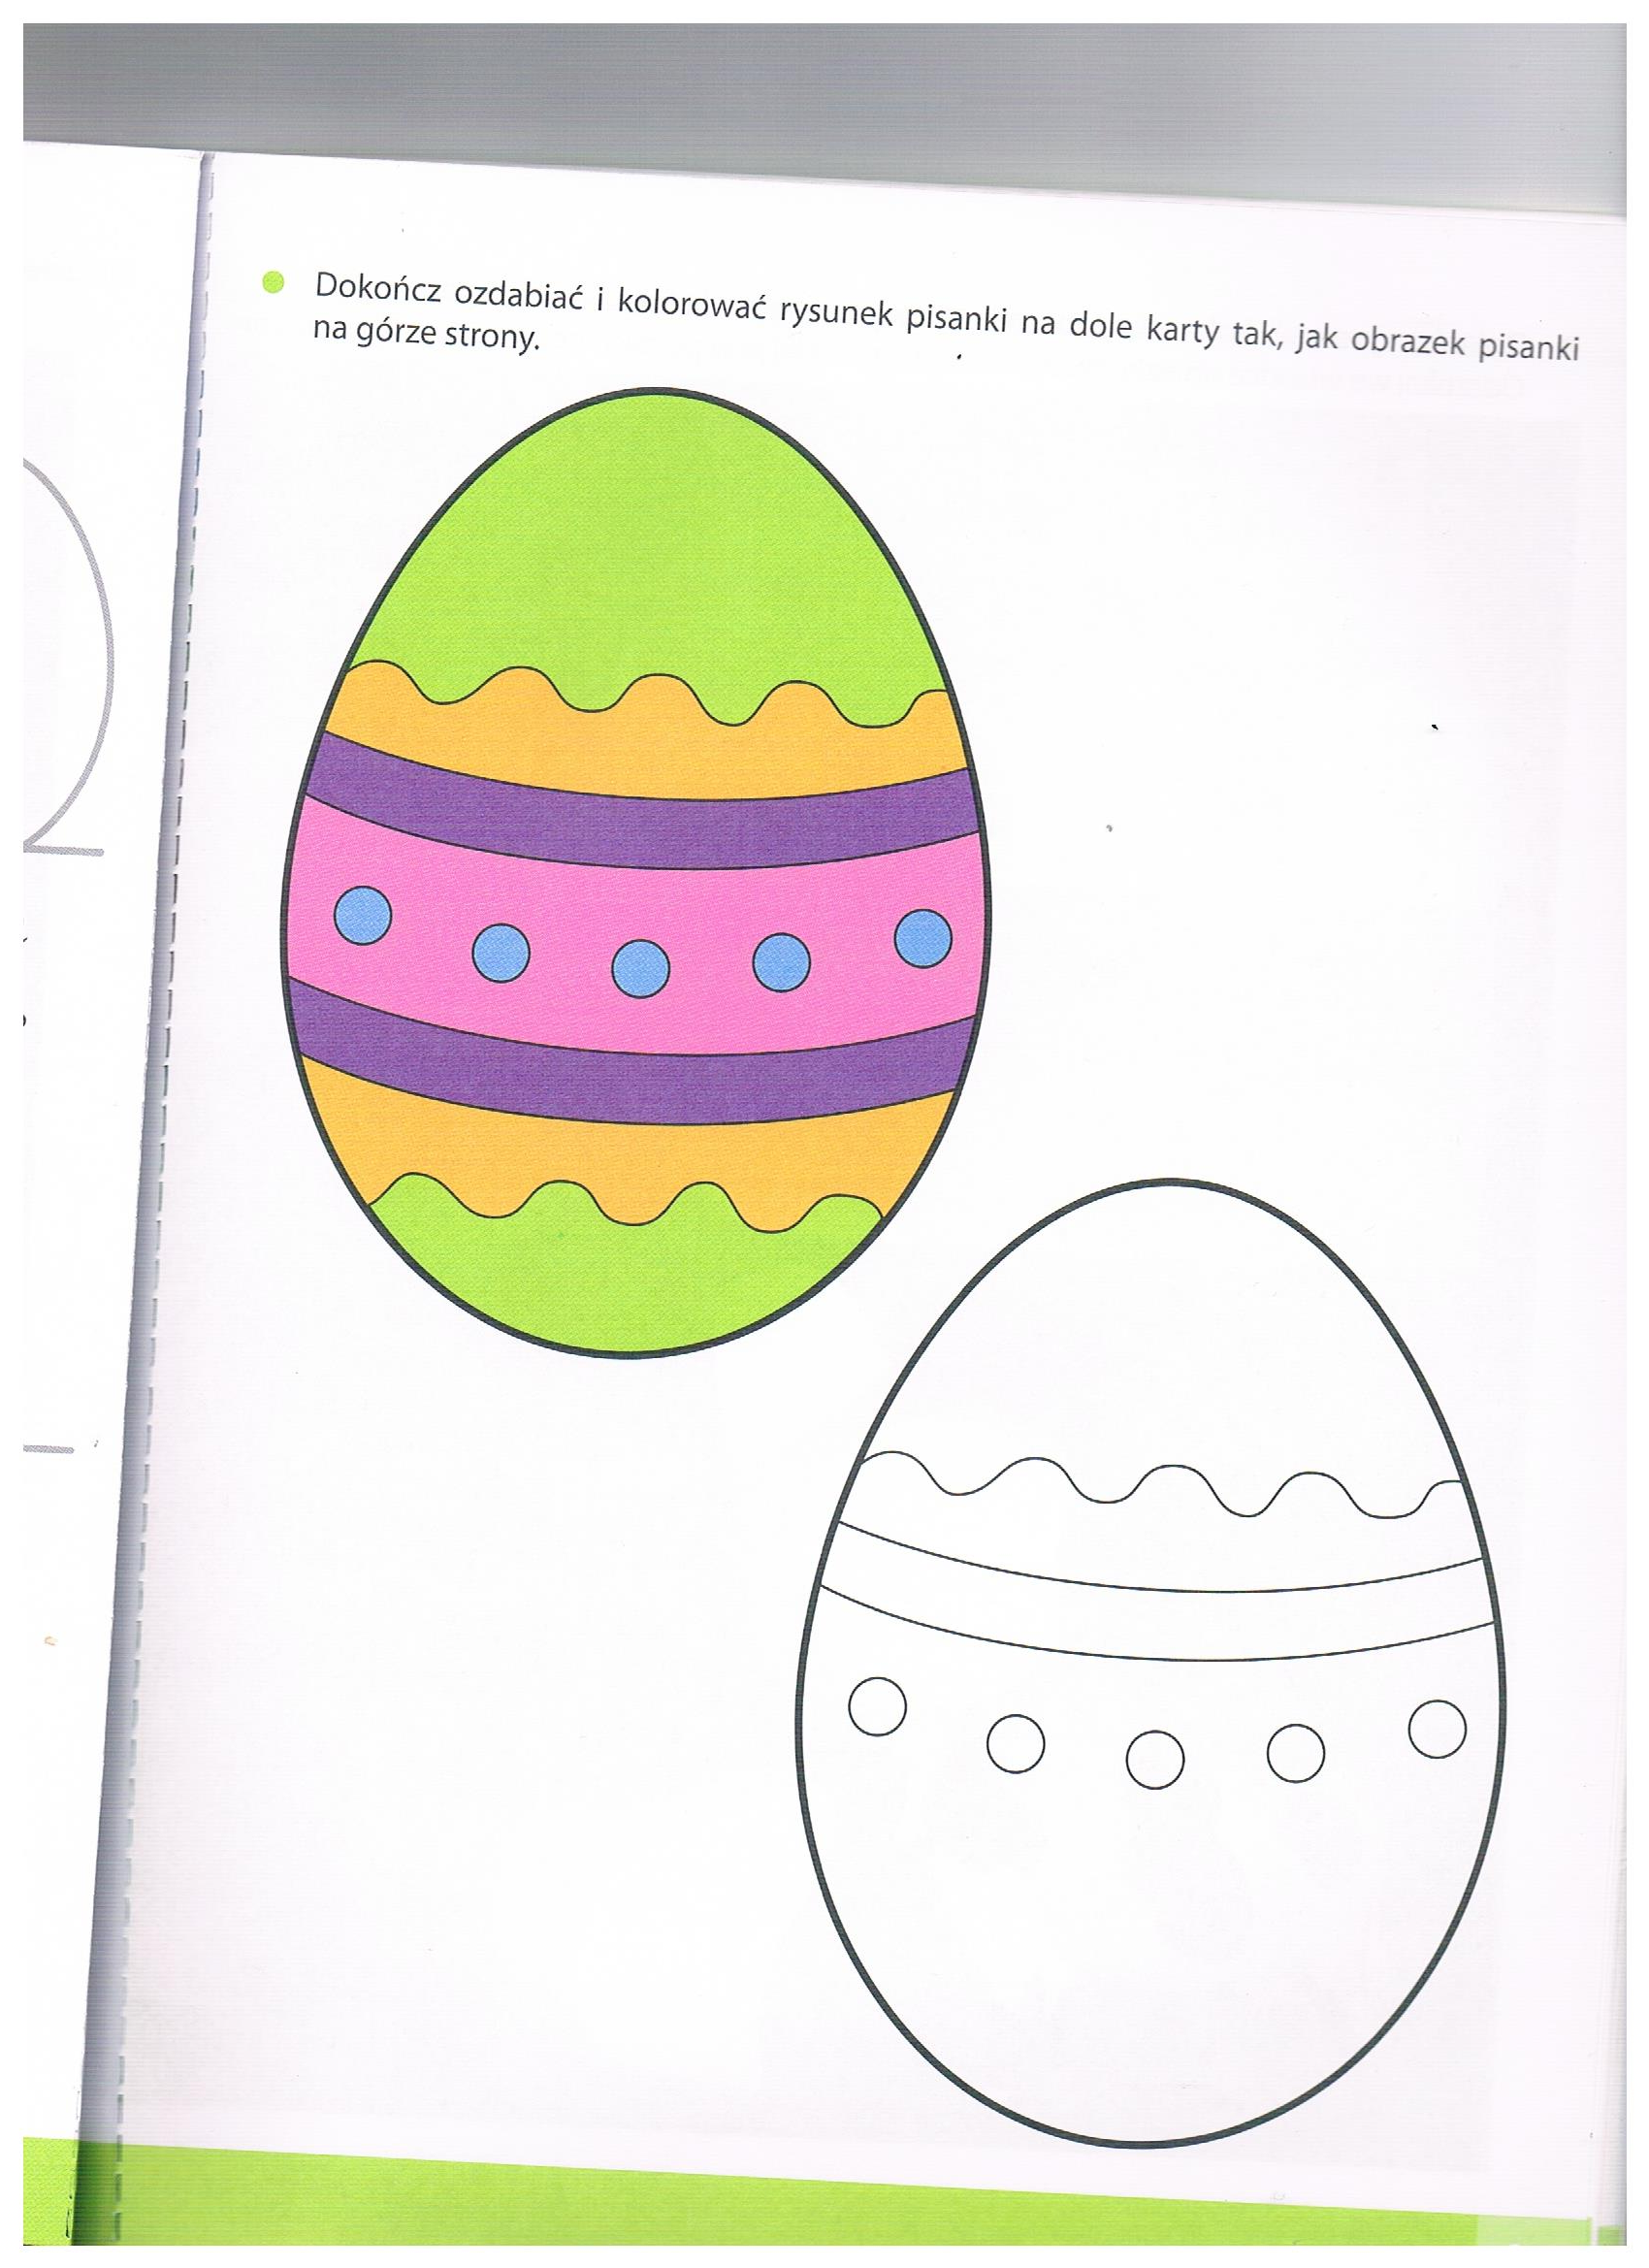 Dokończ ozdabiać i kolorować rysunek pisanki na dole karty tak, jak obrazek pisanki
na górze strony.